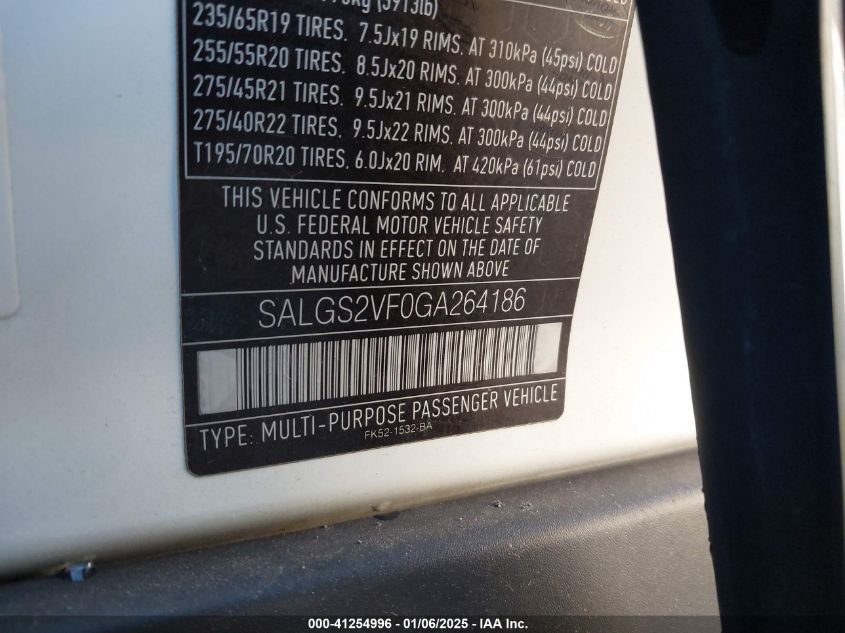 (5913lb)
235/65R19 TIRES, 7.5Jx19 RIMS. AT 310kPa (45psi) COLD
255/55R20 TIRES. 8.5Jx20 RIMS. AT 300kPa (44psi) COLD
275/45R21 TIRES. 9.5Jx21 RIMS. AT 300kPa (44psi) COLD
275/40R22 TIRES. 9.5Jx22 RIMS. AT 300kPa (44psi) COLD
T195/70R20 TIRES, 6.0Jx20 RIM. AT 420kPa (61psi) COLD
THIS VEHICLE CONFORMS TO ALL APPLICABLE
U.S. FEDERAL MOTOR VEHICLE SAFETY
STANDARDS IN EFFECT ON THE DATE OF
MANUFACTURE SHOWN ABOVE
SALGS2VF0GA264186
TYPE: MULTI-PURPOSE PASSENGER VEHICLE
FK52-1532-BA
000-41254996 - 01/06/2025 - IAA Inc.